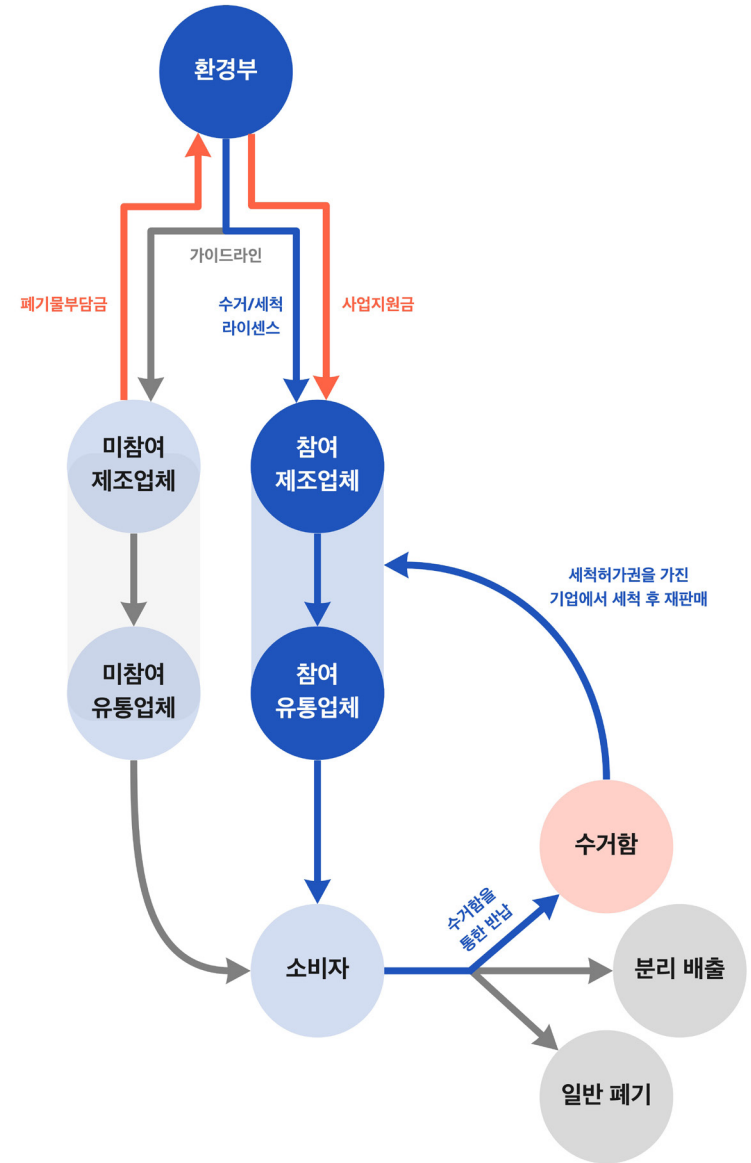 환경부
가이드라인
폐기물부담금
수거/세척
라이센스
사업지원금
미참여
제조업체
참여
제조업체
세척허가권을 가진
기업에서 세척 후 재판매
미참여
유통업체
참여
유통업체
수거함
수거함을
통한 반납
소비자
분리 배출
일반 폐기